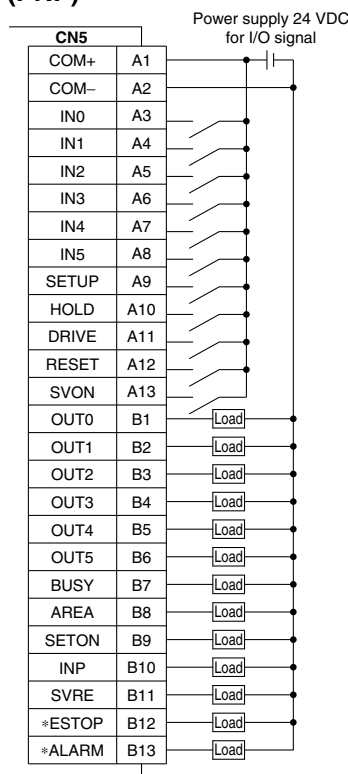 Power supply 24 VDC
for I/O signal
CN5
COM+ A1
COM− A2
IN0 A3
IN1 A4
IN2 A5
IN3 A6
IN4 A7
IN5 A8
SETUP A9
HOLD A10
DRIVE A11
RESET A12
SVON A13
OUT0 B1 Load
OUT1 B2 Load
OUT2 B3 Load
OUT3 B4 Load
OUT4 B5 Load
OUT5 B6 Load
BUSY B7 Load
AREA B8 Load
SETON B9 Load
INP B10 Load
SVRE B11 Load
*ESTOP B12 Load
*ALARM B13 Load